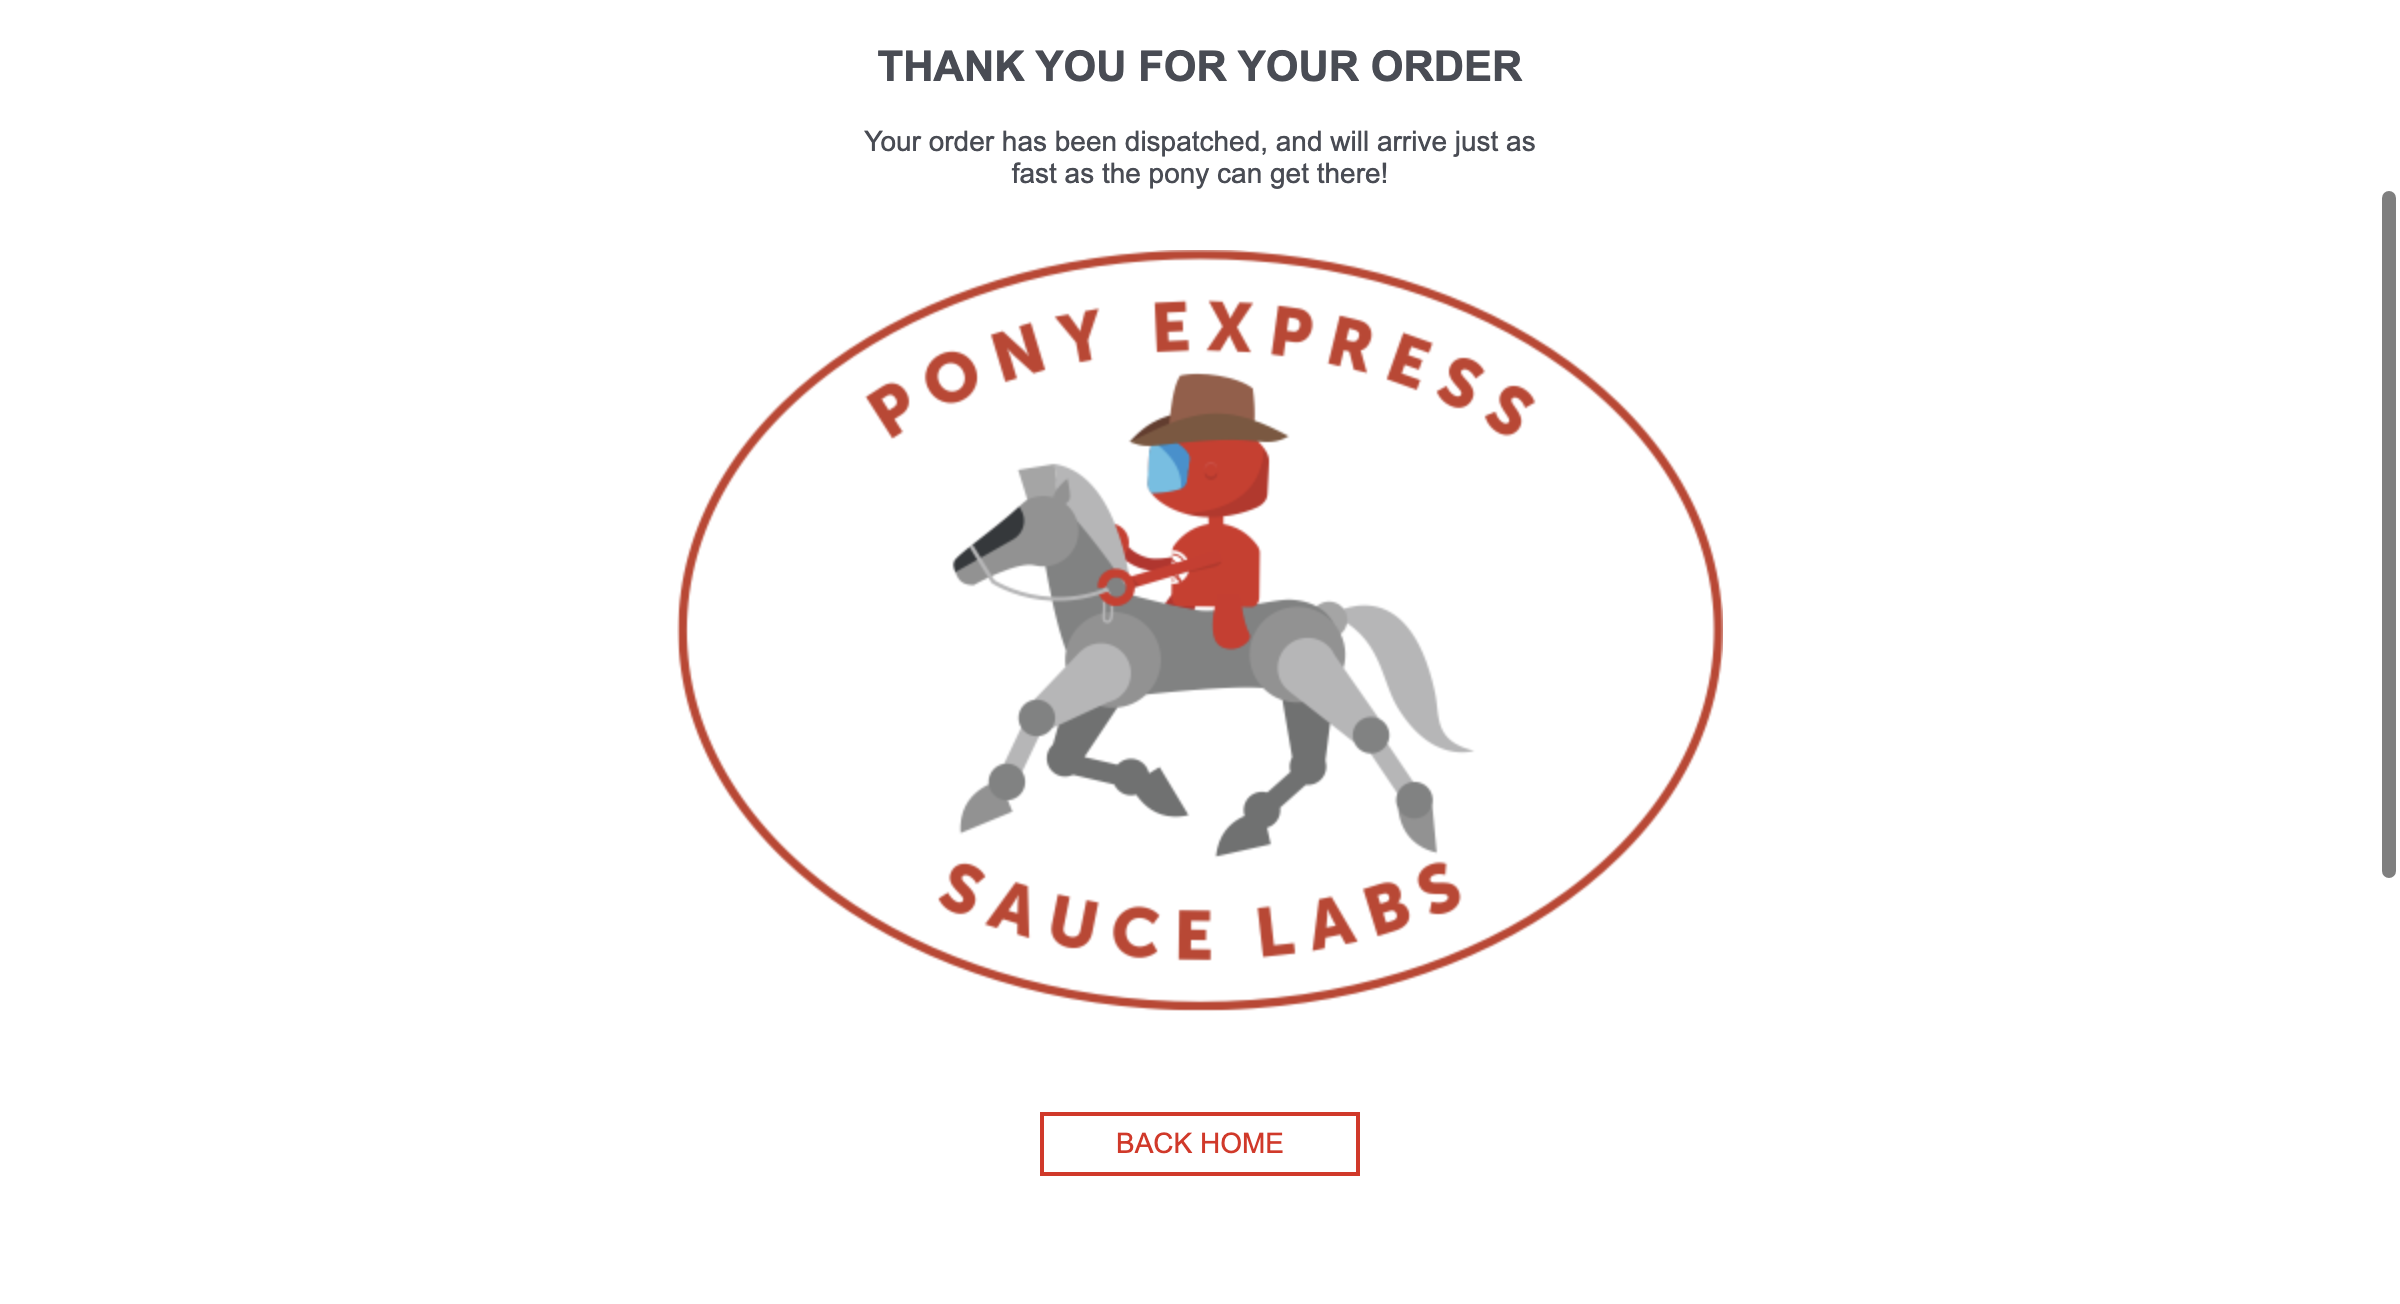 THANK YOU FOR YOUR ORDER
Your order has been dispatched, and will arrive just as
fast as the pony can get there!
PONY EXPRESS
SAUCE LABS
BACK HOME